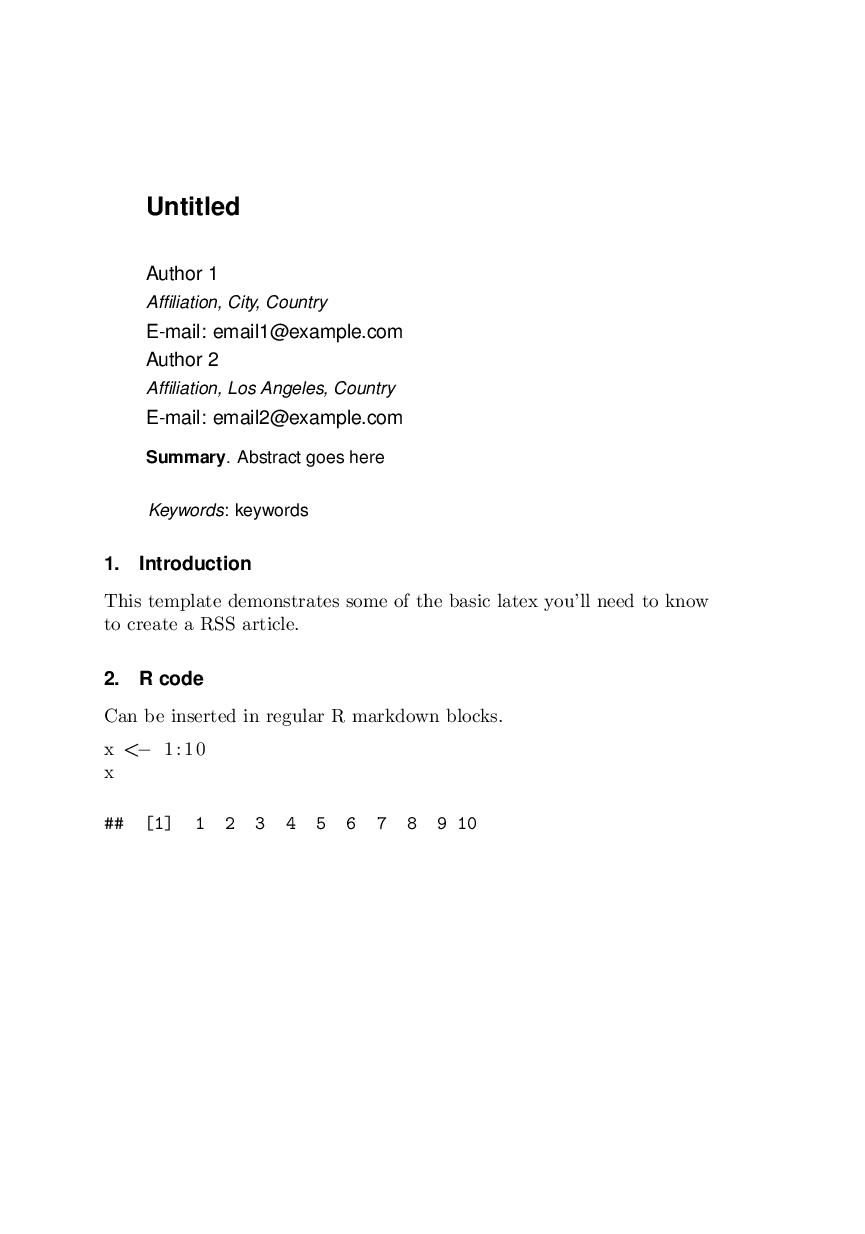 Untitled
Author 1
Affiliation, City, Country
E-mail: email1@example.com
Author 2
Affiliation, Los Angeles, Country
E-mail: email2@example.com
Summary. Abstract goes here
Keywords: keywords
1. Introduction
This template demonstrates some of the basic latex you'll need to know
to create a RSS article.
2. R code
Can be inserted in regular R markdown blocks.
x <− 1:10
x
## [1] 1 2 3 4 5 6 7 8 9 10